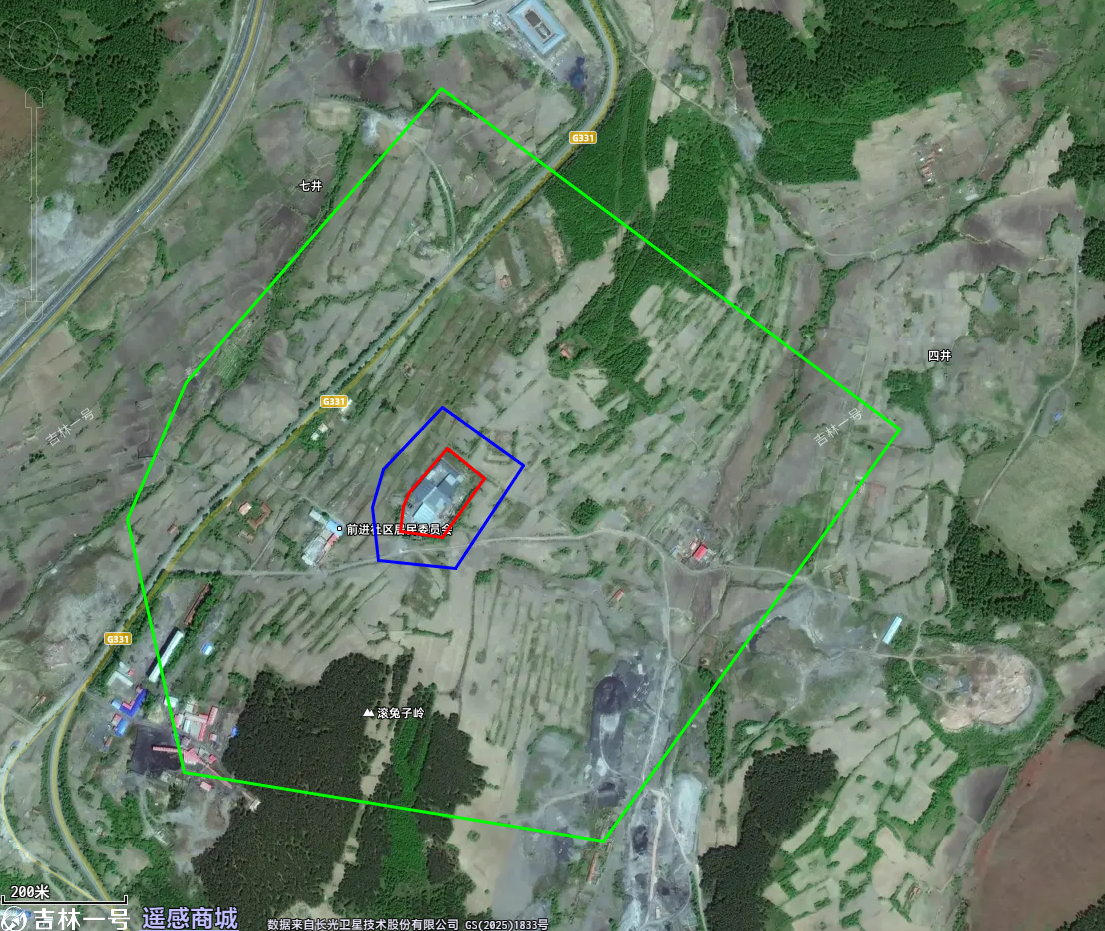 G331
七井
四井
G331
吉林一号
吉林一号
前进社区居民委员会
G331
滚兔子岭
200米
吉林一号 遥感商城
数据来自长光卫星技术股份有限公司 GS(2025)1833号